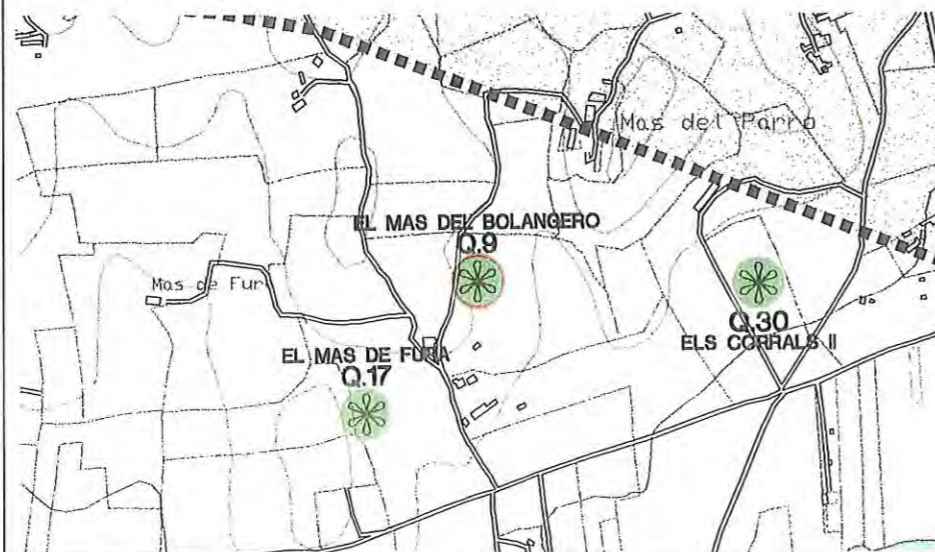 Mas del Parro
EL MAS DEL BOLANGERO
Q.9
Mas de Furi
Q.30
ELS CORRALS II
EL MAS DE FURA
Q.17